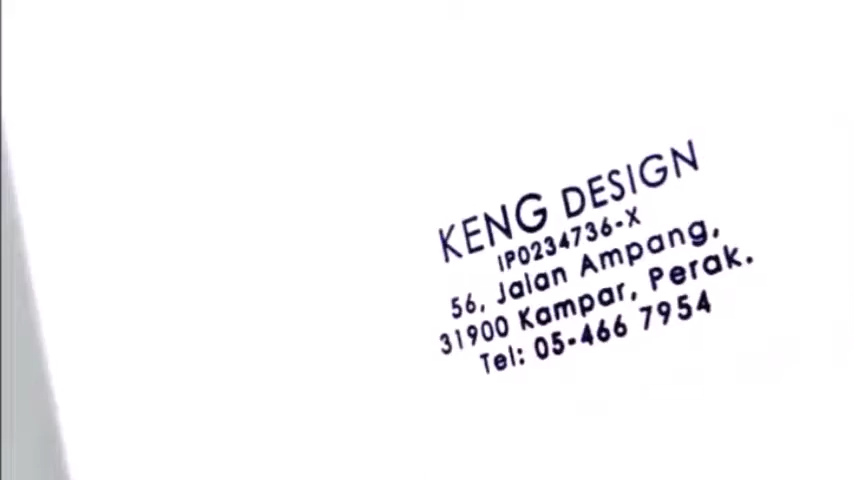 KENG DESIGN
IP0234736-X
56, Jalan Ampang,
31900 Kampar, Perak.
Tel: 05-466 7954